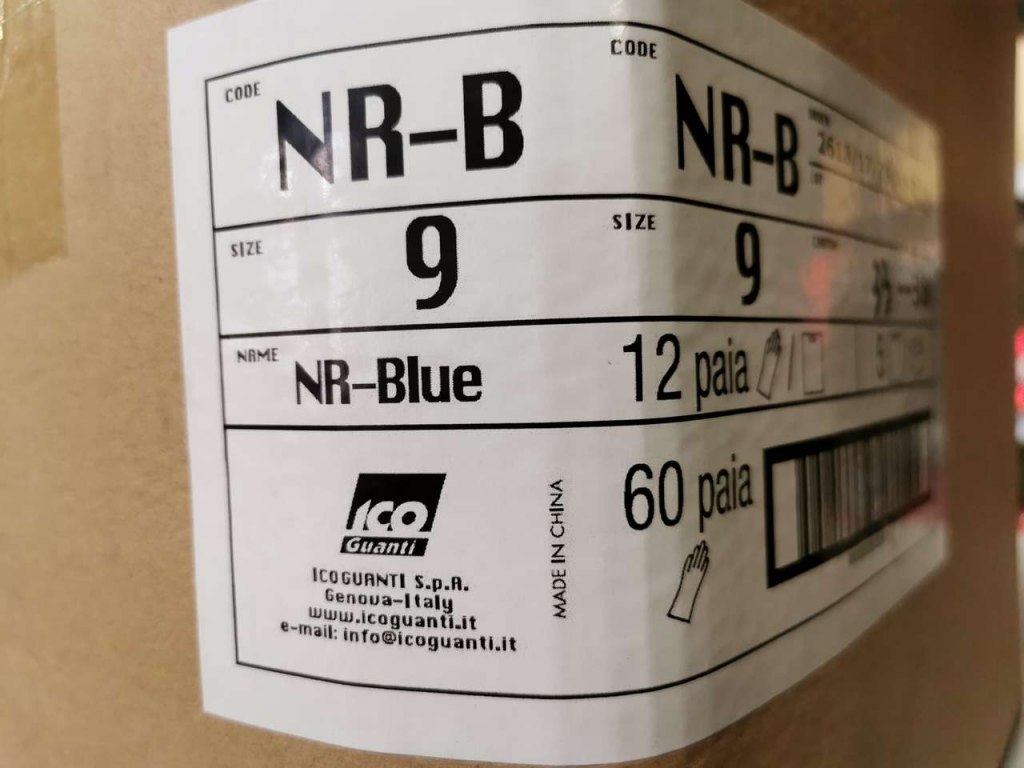 CODE
NR-B
SIZE
9
NAME
NR-Blue
ICO
Guanti
ICOGUANTI S.p.A.
Genova-Italy
www.icoguanti.it
e-mail: info@icoguanti.it
MADE IN CHINA
CODE
NR-B
SIZE
9
12 paia /
60 paia